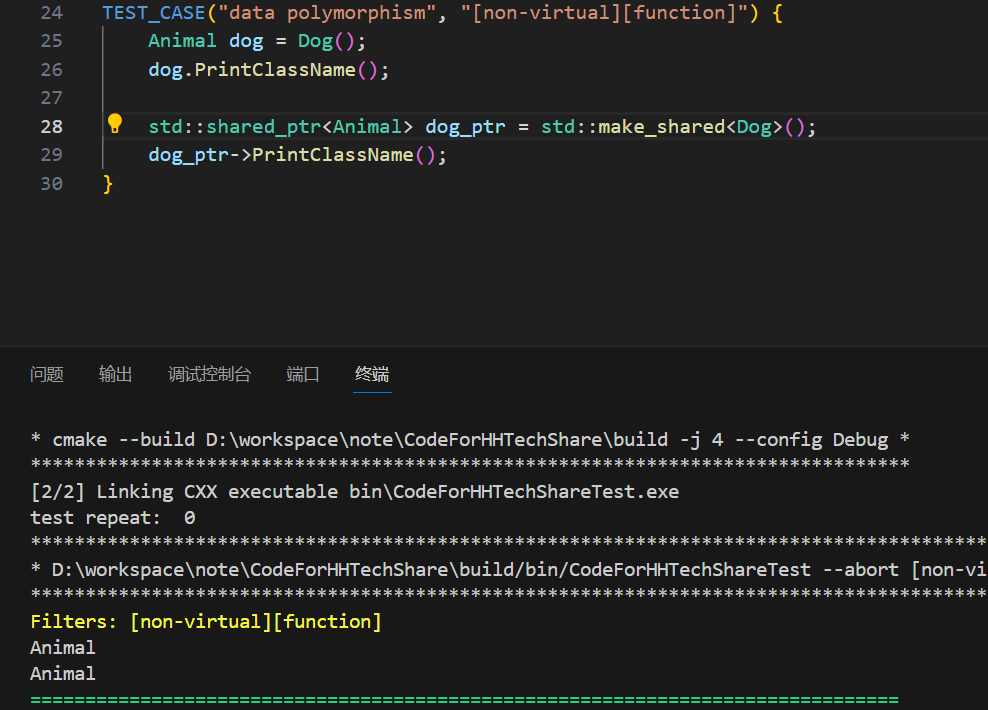 24 TEST_CASE("data polymorphism", "[non-virtual][function]") {
25 Animal dog = Dog();
26 dog.PrintClassName();
27
28 std::shared_ptr<Animal> dog_ptr = std::make_shared<Dog>();
29 dog_ptr->PrintClassName();
30 }
问题 输出 调试控制台 端口 终端
* cmake --build D:\workspace\note\CodeForHHTechShare\build -j 4 --config Debug *
********************************************************************************
[2/2] Linking CXX executable bin\CodeForHHTechShareTest.exe
test repeat:  0
***************************************************************************************
* D:\workspace\note\CodeForHHTechShare\build/bin/CodeForHHTechShareTest --abort [non-vi
***************************************************************************************
Filters: [non-virtual][function]
Animal
Animal
===============================================================================